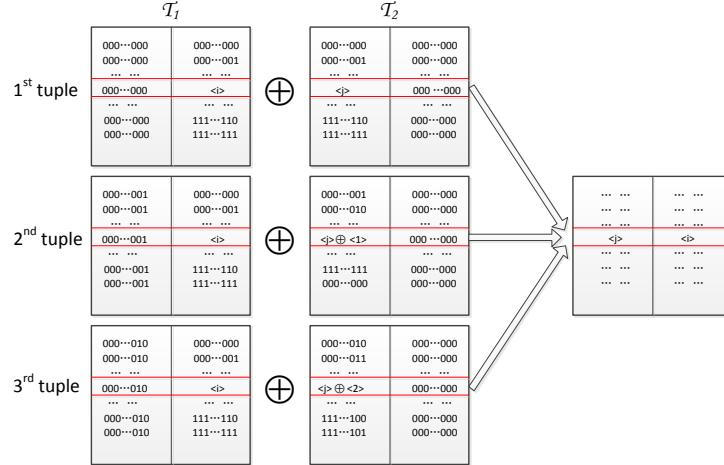 T1 T2
000…000 000…000 000…000 000…000
000…000 000…001 000…001 000…000
… … … … … … … …
1st tuple 000…000 <i> ⊕ <j> 000 …000
… … … … … … … …
000…000 111…110 111…110 000…000
000…000 111…111 111…111 000…000
000…001 000…000 000…001 000…000
000…001 000…001 000…010 000…000
… … … … … … … …
2nd tuple 000…001 <i> ⊕ <j>⊕ <1> 000 …000
… … … … … … … …
000…001 111…110 111…111 000…000
000…001 111…111 000…000 000…000
… … … …
… … … …
… … … …
<j> <i>
… … … …
… … … …
… … … …
000…010 000…000 000…010 000…000
000…010 000…001 000…011 000…000
… … … … … … … …
3rd tuple 000…010 <i> ⊕ <j>⊕ <2> 000…000
… … … … … … … …
000…010 111…110 111…100 000…000
000…010 111…111 111…101 000…000